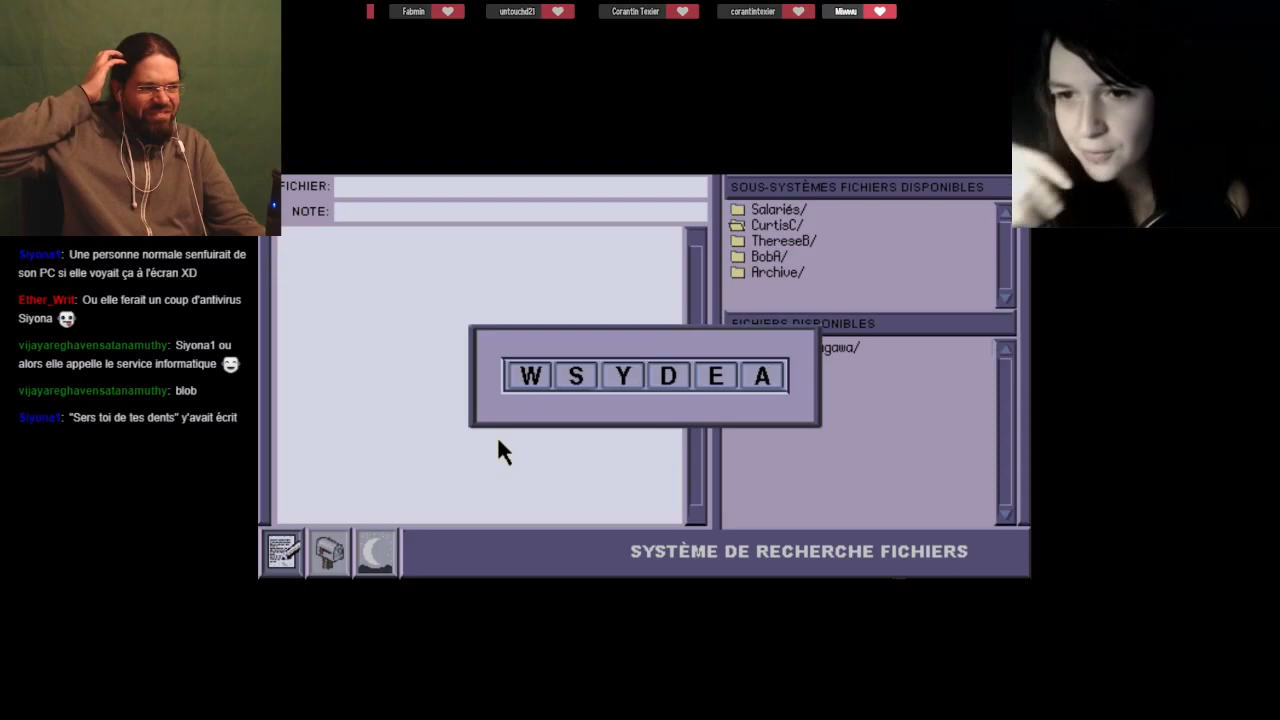 Fabmin
untouchd21
Corantin Texier
corantintexier
Miwwu
FICHIER:
NOTE:
SOUS-SYSTÈMES FICHIERS DISPONIBLES
Salariés/
CurtisC/
ThereseB/
BobA/
Archive/
FICHIERS DISPONIBLES
ngawa/
W S Y D E A
SYSTÈME DE RECHERCHE FICHIERS
Siyona1: Une personne normale senfuirait de
son PC si elle voyait ça à l'écran XD
Ether_Writ: Ou elle ferait un coup d'antivirus
Siyona
vijayareghavensatanamuthy: Siyona1 ou
alors elle appelle le service informatique
vijayareghavensatanamuthy: blob
Siyona1: "Sers toi de tes dents" y'avait écrit